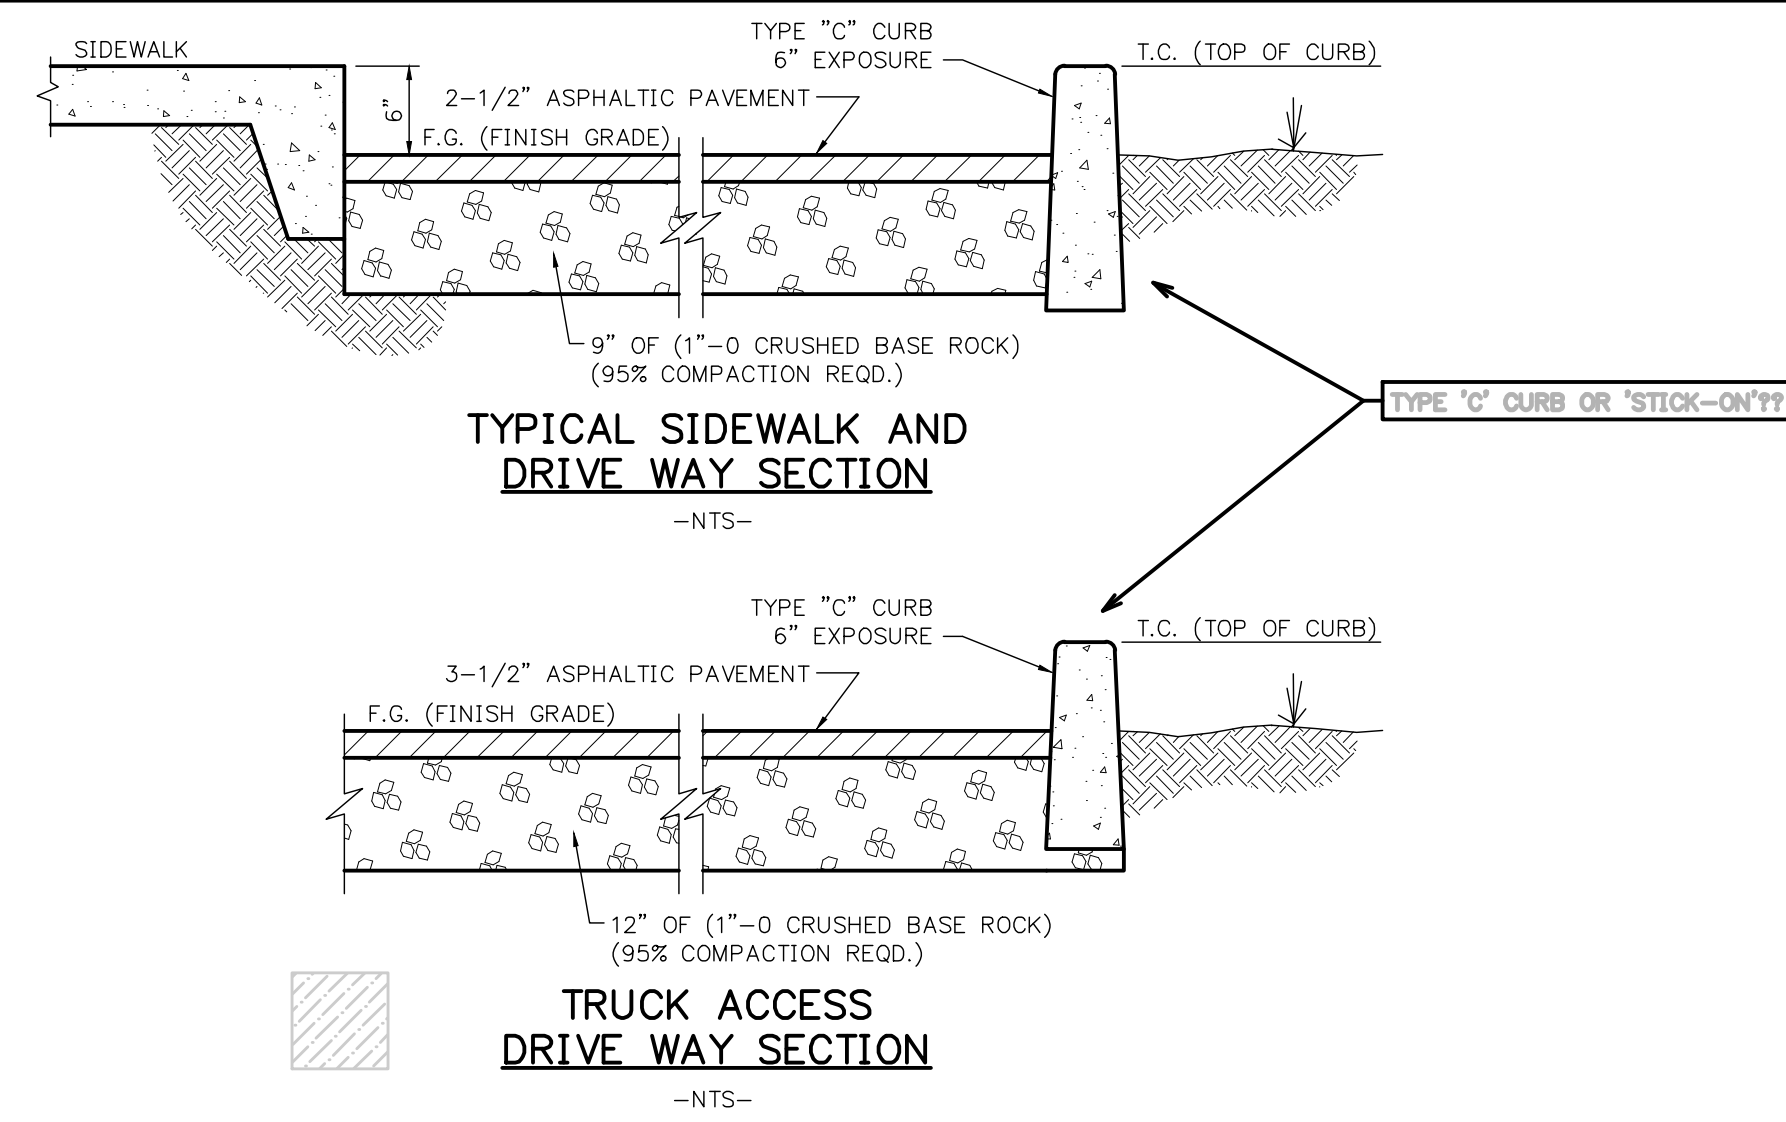 SIDEWALK
TYPE "C" CURB
6" EXPOSURE
T.C. (TOP OF CURB)
6"
2-1/2" ASPHALTIC PAVEMENT
F.G. (FINISH GRADE)
9" OF (1"-0 CRUSHED BASE ROCK)
(95% COMPACTION REQD.)
TYPE 'C' CURB OR 'STICK-ON'??
TYPICAL SIDEWALK AND
DRIVE WAY SECTION
-NTS-
TYPE "C" CURB
6" EXPOSURE
T.C. (TOP OF CURB)
3-1/2" ASPHALTIC PAVEMENT
F.G. (FINISH GRADE)
12" OF (1"-0 CRUSHED BASE ROCK)
(95% COMPACTION REQD.)
TRUCK ACCESS
DRIVE WAY SECTION
-NTS-